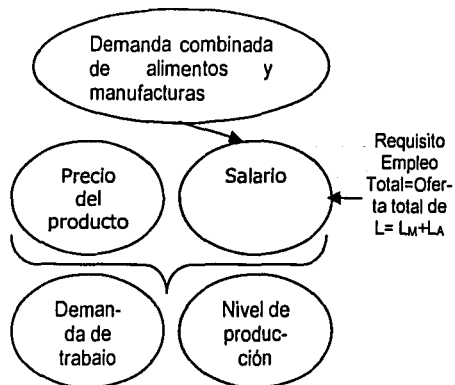 Demanda combinada
de alimentos y
manufacturas
Precio
del
producto
Salario
Requisito
Empleo
Total=Ofer-
ta total de
L= LM+LA
Deman-
da de
trabaio
Nivel de
produc-
ción